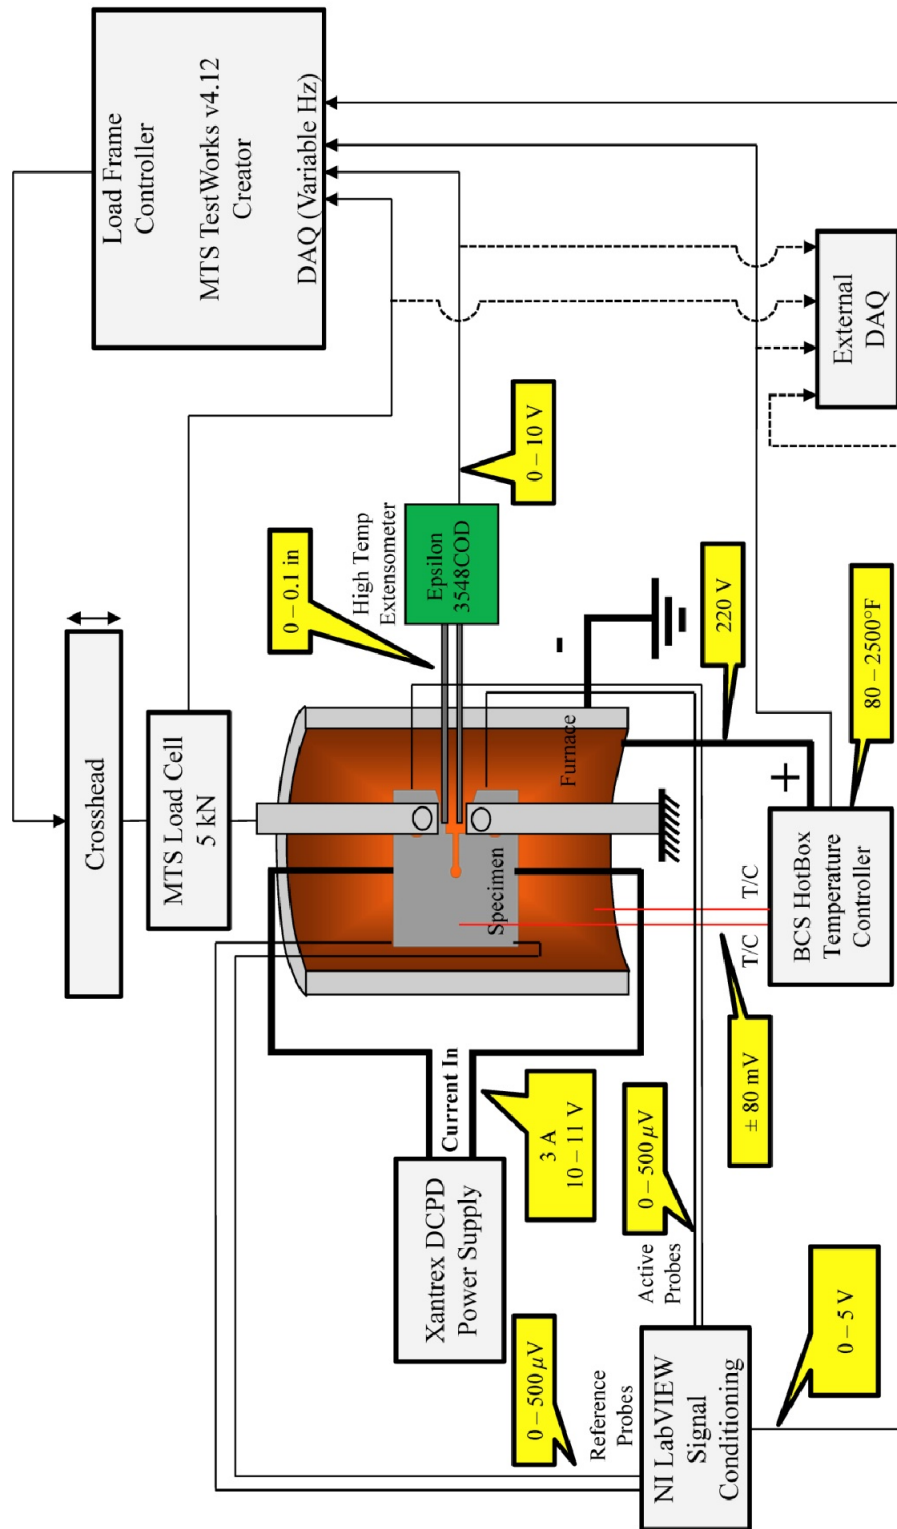 Crosshead
MTS Load Cell
5 kN
Load Frame
Controller
MTS TestWorks v4.12
Creator
DAQ (Variable Hz)
0 – 0.1 in
High Temp
Extensometer
Epsilon
3548COD
0 – 10 V
Xantrex DCPD
Power Supply
Current In
3 A
10 – 11 V
Specimen
Furnace
-
0 – 500 μV
Reference
Probes
0 – 500 μV
Active
Probes
220 V
+
T/C
T/C
± 80 mV
NI LabVIEW
Signal
Conditioning
0 – 5 V
BCS HotBox
Temperature
Controller
80 – 2500°F
External
DAQ